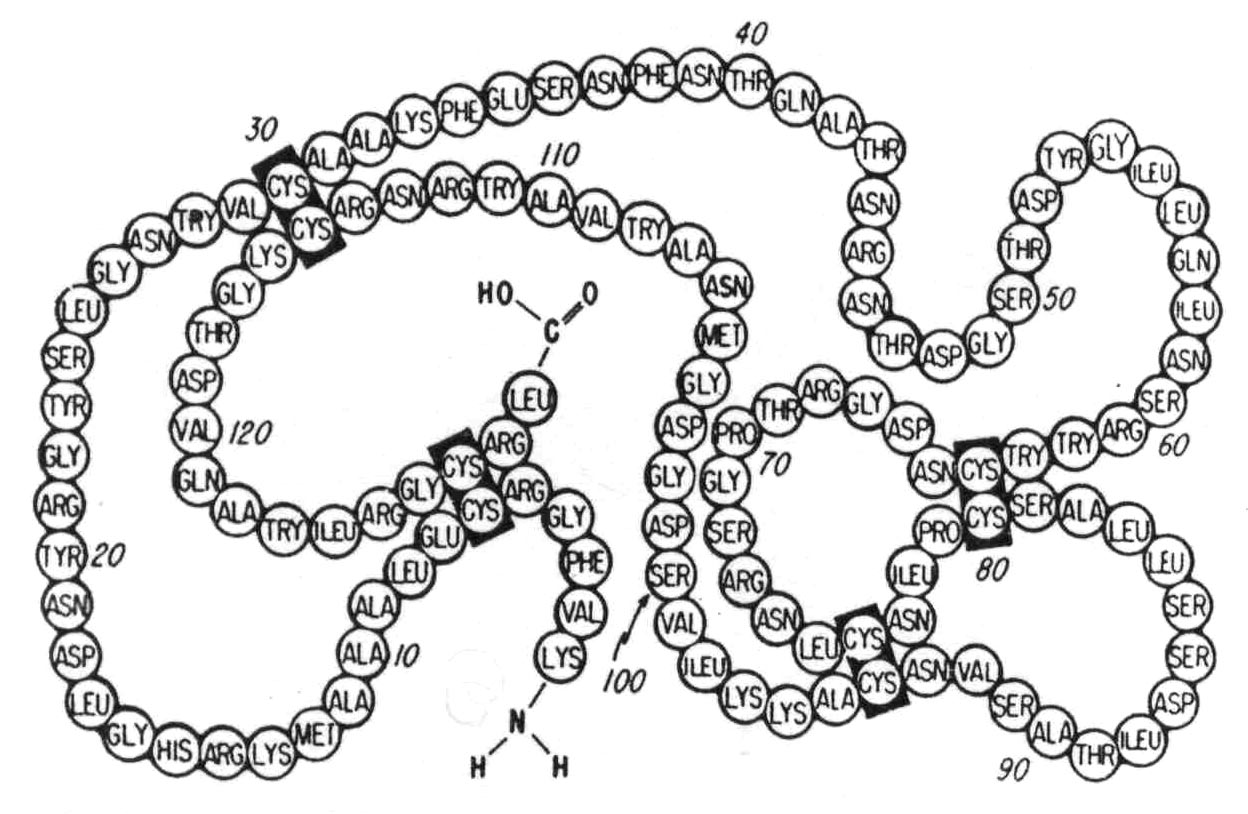 H
H
N
LYS VAL PHE GLY ARG CYS GLU LEU ALA ALA 10
ALA MET LYS ARG HIS GLY LEU ASP ASN TYR 20
ARG GLY TYR SER LEU GLY ASN TRY VAL CYS 30
ALA ALA LYS PHE GLU SER ASN PHE ASN THR 40
GLN ALA THR ASN ARG ASN THR ASP GLY SER 50
THR ASP TYR GLY ILEU LEU GLN ILEU ASN SER 60
ARG TRY TRY CYS ASN ASP GLY ARG THR PRO 70
GLY SER ARG ASN LEU CYS ASN ILEU PRO CYS 80
SER ALA LEU LEU SER SER ASP ILEU THR ALA 90
SER VAL ASN CYS ALA LYS LYS ILEU VAL SER 100
ASP GLY ASP GLY MET ASN ALA TRY VAL ALA 110
TRY ARG ASN ARG CYS LYS GLY THR ASP VAL 120
GLN ALA TRY ILEU ARG GLY CYS ARG LEU
C
HO
O